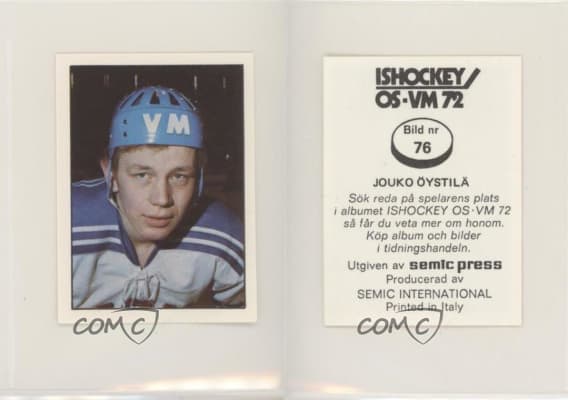 VM
COMC
ISHOCKEY
OS-VM 72
Bild nr
76
JOUKO ÖYSTILÄ
Sök reda på spelarens plats
i albumet ISHOCKEY OS-VM 72
så får du veta mer om honom.
Köp album och bilder
i tidningshandeln.
Utgiven av semic press
Producerad av
SEMIC INTERNATIONAL
Printed in Italy
COMC